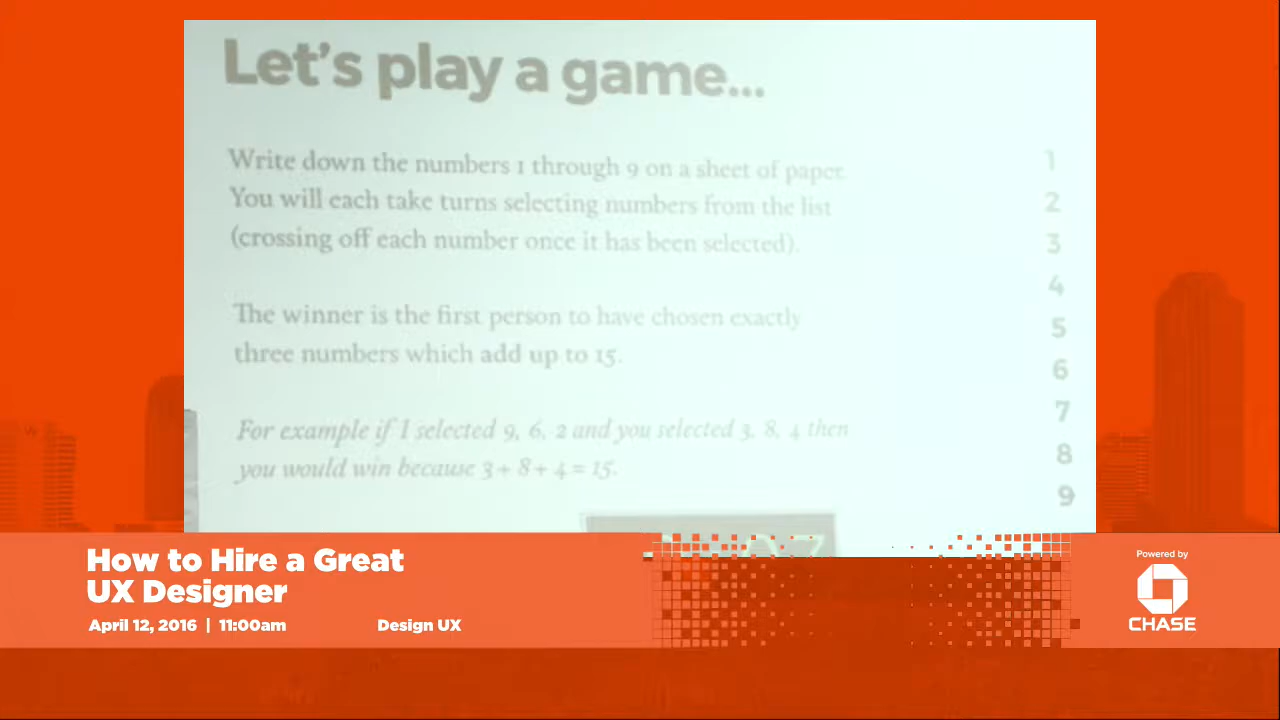 Let's play a game...
Write down the numbers 1 through 9 on a sheet of paper.
You will each take turns selecting numbers from the list
(crossing off each number once it has been selected).
The winner is the first person to have chosen exactly
three numbers which add up to 15.
For example if I selected 9, 6, 2 and you selected 3, 8, 4 then
you would win because 3 + 8 + 4 = 15.
1
2
3
4
5
6
7
8
9
How to Hire a Great
UX Designer
April 12, 2016 | 11:00am
Design UX
Powered by
CHASE